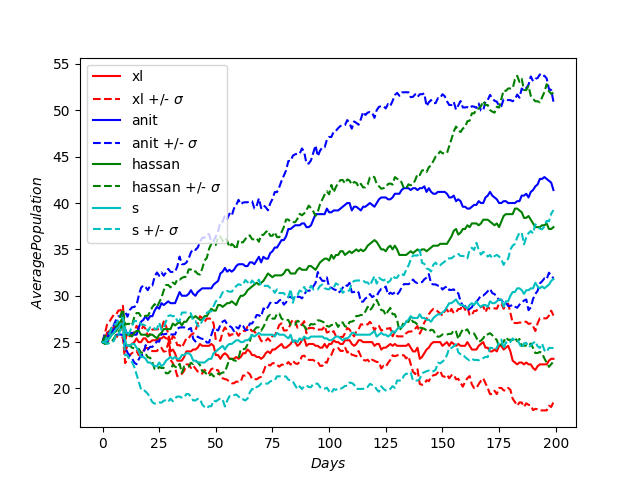 55
50
45
40
35
30
25
20
AveragePopulation
xl
xl +/- σ
anit
anit +/- σ
hassan
hassan +/- σ
s
s +/- σ
0
25
50
75
100
125
150
175
200
Days